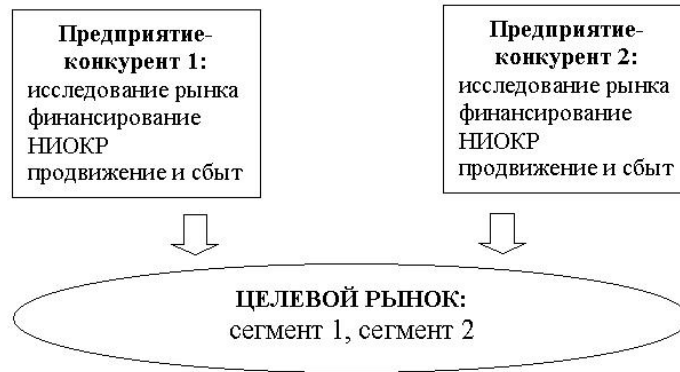 Предприятие-
конкурент 1:
исследование рынка
финансирование
НИОКР
продвижение и сбыт
Предприятие-
конкурент 2:
исследование рынка
финансирование
НИОКР
продвижение и сбыт
ЦЕЛЕВОЙ РЫНОК:
сегмент 1, сегмент 2